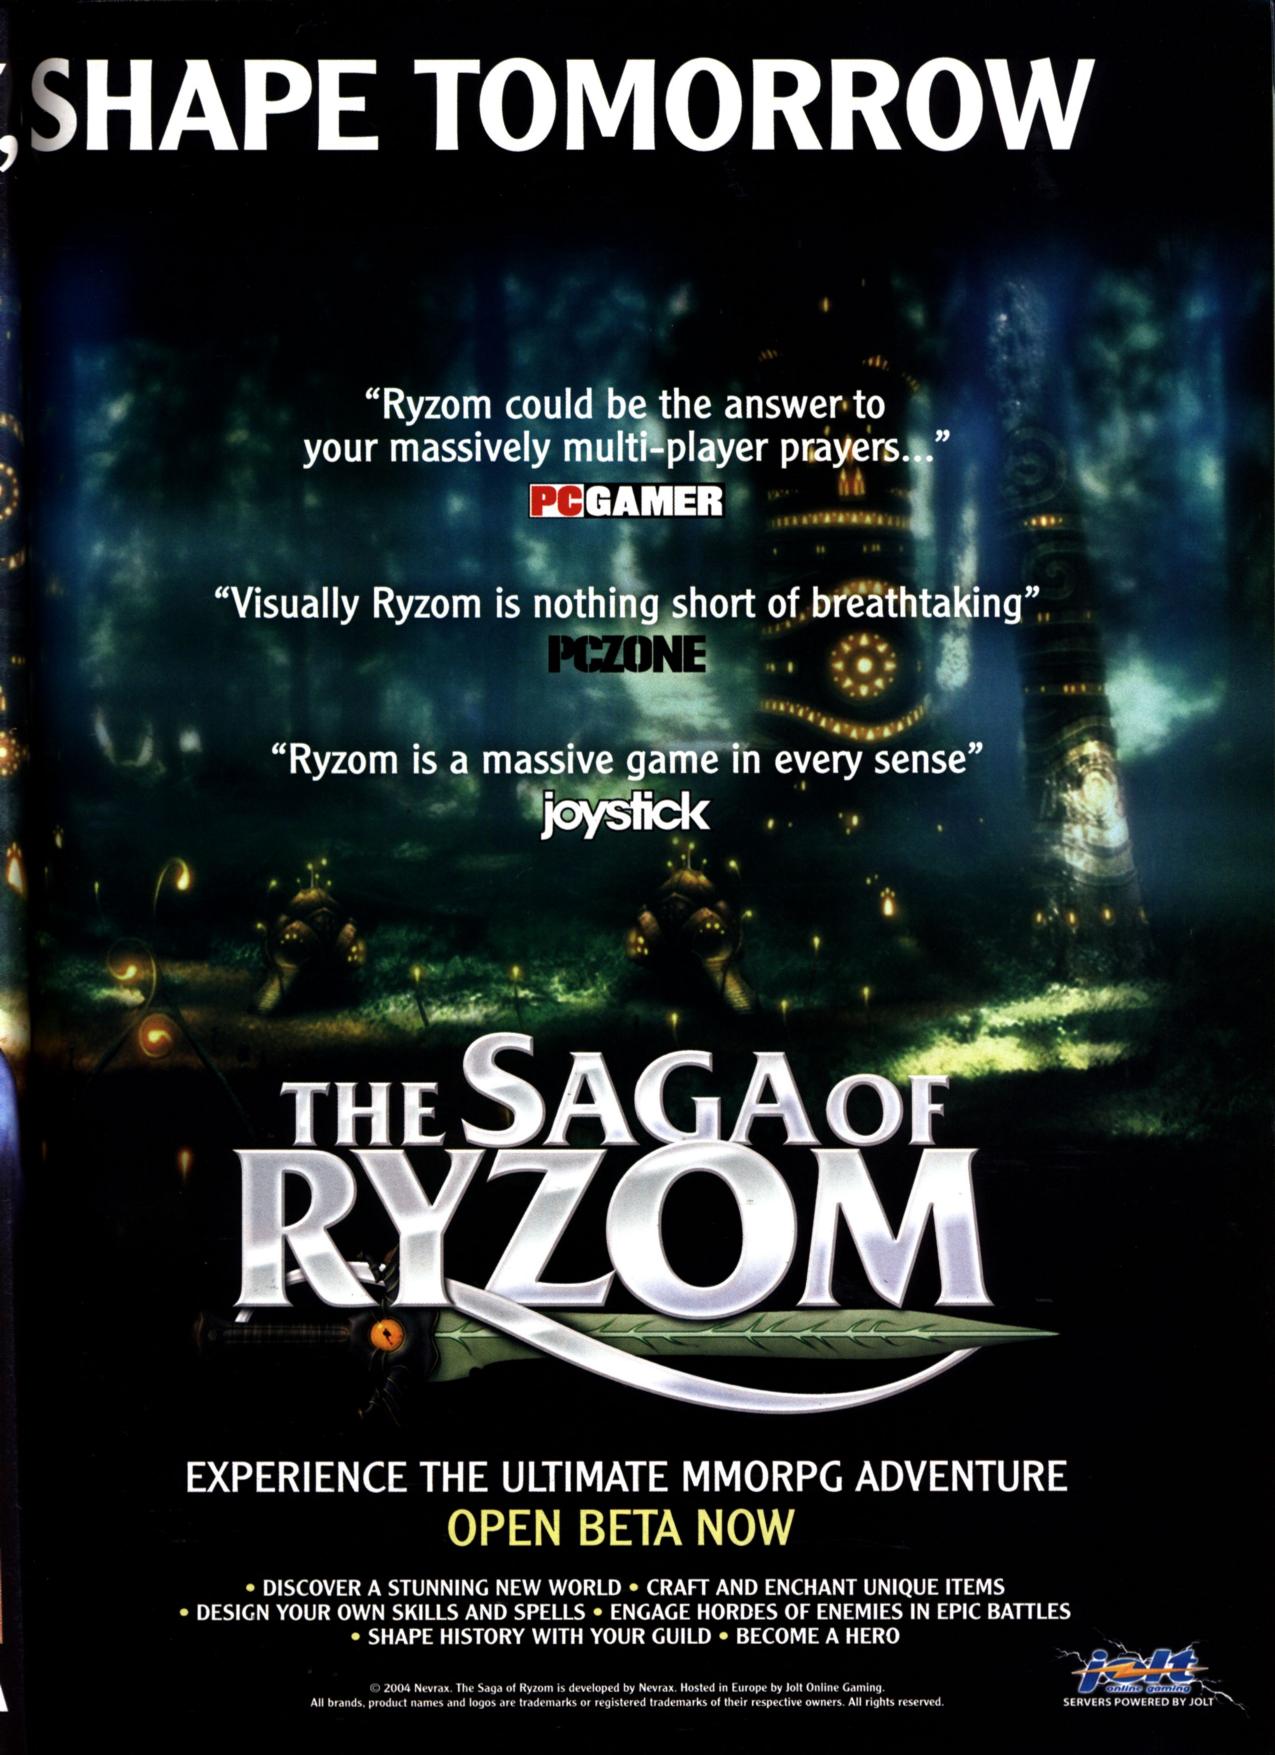 , SHAPE TOMORROW
“Ryzom could be the answer to
your massively multi-player prayers...”
PCGAMER
“Visually Ryzom is nothing short of breathtaking”
PCZONE
“Ryzom is a massive game in every sense”
joystick
THE SAGA OF
RYZOM
EXPERIENCE THE ULTIMATE MMORPG ADVENTURE
OPEN BETA NOW
• DISCOVER A STUNNING NEW WORLD • CRAFT AND ENCHANT UNIQUE ITEMS
• DESIGN YOUR OWN SKILLS AND SPELLS • ENGAGE HORDES OF ENEMIES IN EPIC BATTLES
• SHAPE HISTORY WITH YOUR GUILD • BECOME A HERO
© 2004 Nevrax. The Saga of Ryzom is developed by Nevrax. Hosted in Europe by Jolt Online Gaming.
All brands, product names and logos are trademarks or registered trademarks of their respective owners. All rights reserved.
jolt
online gaming
SERVERS POWERED BY JOLT